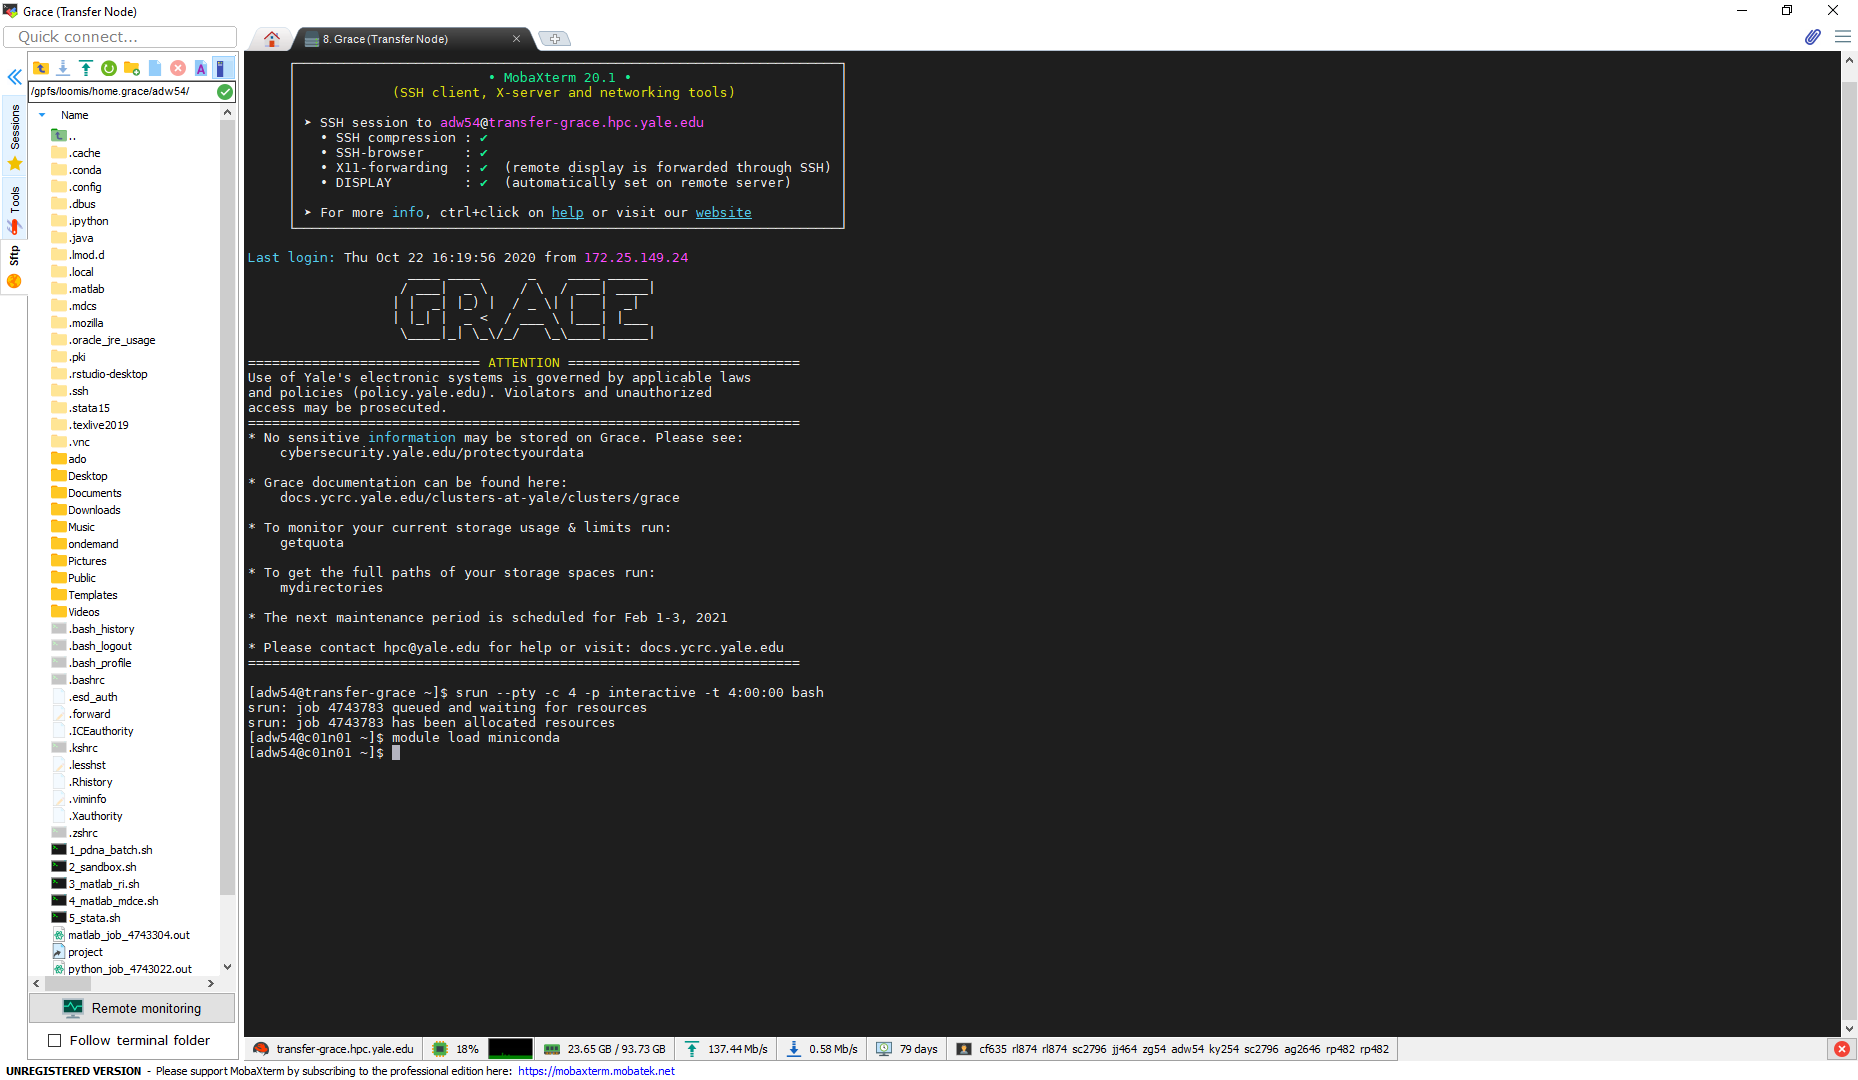 Grace (Transfer Node)
Quick connect...
8. Grace (Transfer Node)
/gpfs/loomis/home.grace/adw54/
Sessions
Tools
Sftp
Name
..
.cache
.conda
.config
.dbus
.ipython
.java
.lmod.d
.local
.matlab
.mdcs
.mozilla
.oracle_jre_usage
.pki
.rstudio-desktop
.ssh
.stata15
.texlive2019
.vnc
ado
Desktop
Documents
Downloads
Music
ondemand
Pictures
Public
Templates
Videos
.bash_history
.bash_logout
.bash_profile
.bashrc
.esd_auth
.forward
.ICEauthority
.kshrc
.lesshst
.Rhistory
.viminfo
.Xauthority
.zshrc
1_pdna_batch.sh
2_sandbox.sh
3_matlab_ri.sh
4_matlab_mdce.sh
5_stata.sh
matlab_job_4743304.out
project
python_job_4743022.out
Remote monitoring
Follow terminal folder
• MobaXterm 20.1 •
(SSH client, X-server and networking tools)
➤ SSH session to adw54@transfer-grace.hpc.yale.edu
• SSH compression : ✔
• SSH-browser : ✔
• X11-forwarding : ✔ (remote display is forwarded through SSH)
• DISPLAY : ✔ (automatically set on remote server)
➤ For more info, ctrl+click on help or visit our website
Last login: Thu Oct 22 16:19:56 2020 from 172.25.149.24
GRACE
============================= ATTENTION =============================
Use of Yale's electronic systems is governed by applicable laws
and policies (policy.yale.edu). Violators and unauthorized
access may be prosecuted.
=====================================================================
* No sensitive information may be stored on Grace. Please see:
cybersecurity.yale.edu/protectyourdata
* Grace documentation can be found here:
docs.ycrc.yale.edu/clusters-at-yale/clusters/grace
* To monitor your current storage usage & limits run:
getquota
* To get the full paths of your storage spaces run:
mydirectories
* The next maintenance period is scheduled for Feb 1-3, 2021
* Please contact hpc@yale.edu for help or visit: docs.ycrc.yale.edu
=====================================================================
[adw54@transfer-grace ~]$ srun --pty -c 4 -p interactive -t 4:00:00 bash
srun: job 4743783 queued and waiting for resources
srun: job 4743783 has been allocated resources
[adw54@c01n01 ~]$ module load miniconda
[adw54@c01n01 ~]$
transfer-grace.hpc.yale.edu 18% 23.65 GB / 93.73 GB 137.44 Mb/s 0.58 Mb/s 79 days cf635 rl874 rl874 sc2796 jj464 zg54 adw54 ky254 sc2796 ag2646 rp482 rp482
UNREGISTERED VERSION - Please support MobaXterm by subscribing to the professional edition here: https://mobaxterm.mobatek.net